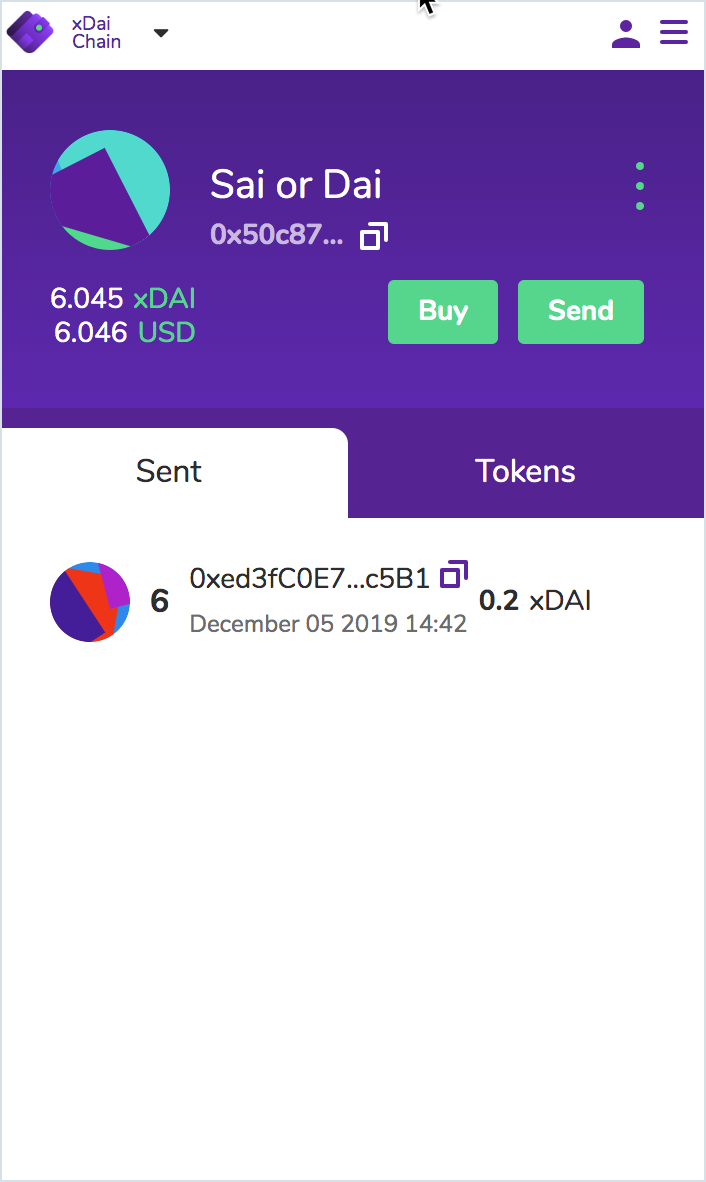 xDai
Chain
Sai or Dai
0x50c87...
6.045 xDAI
6.046 USD
Buy
Send
Sent
Tokens
6
0xed3fC0E7...c5B1
December 05 2019 14:42
0.2 xDAI